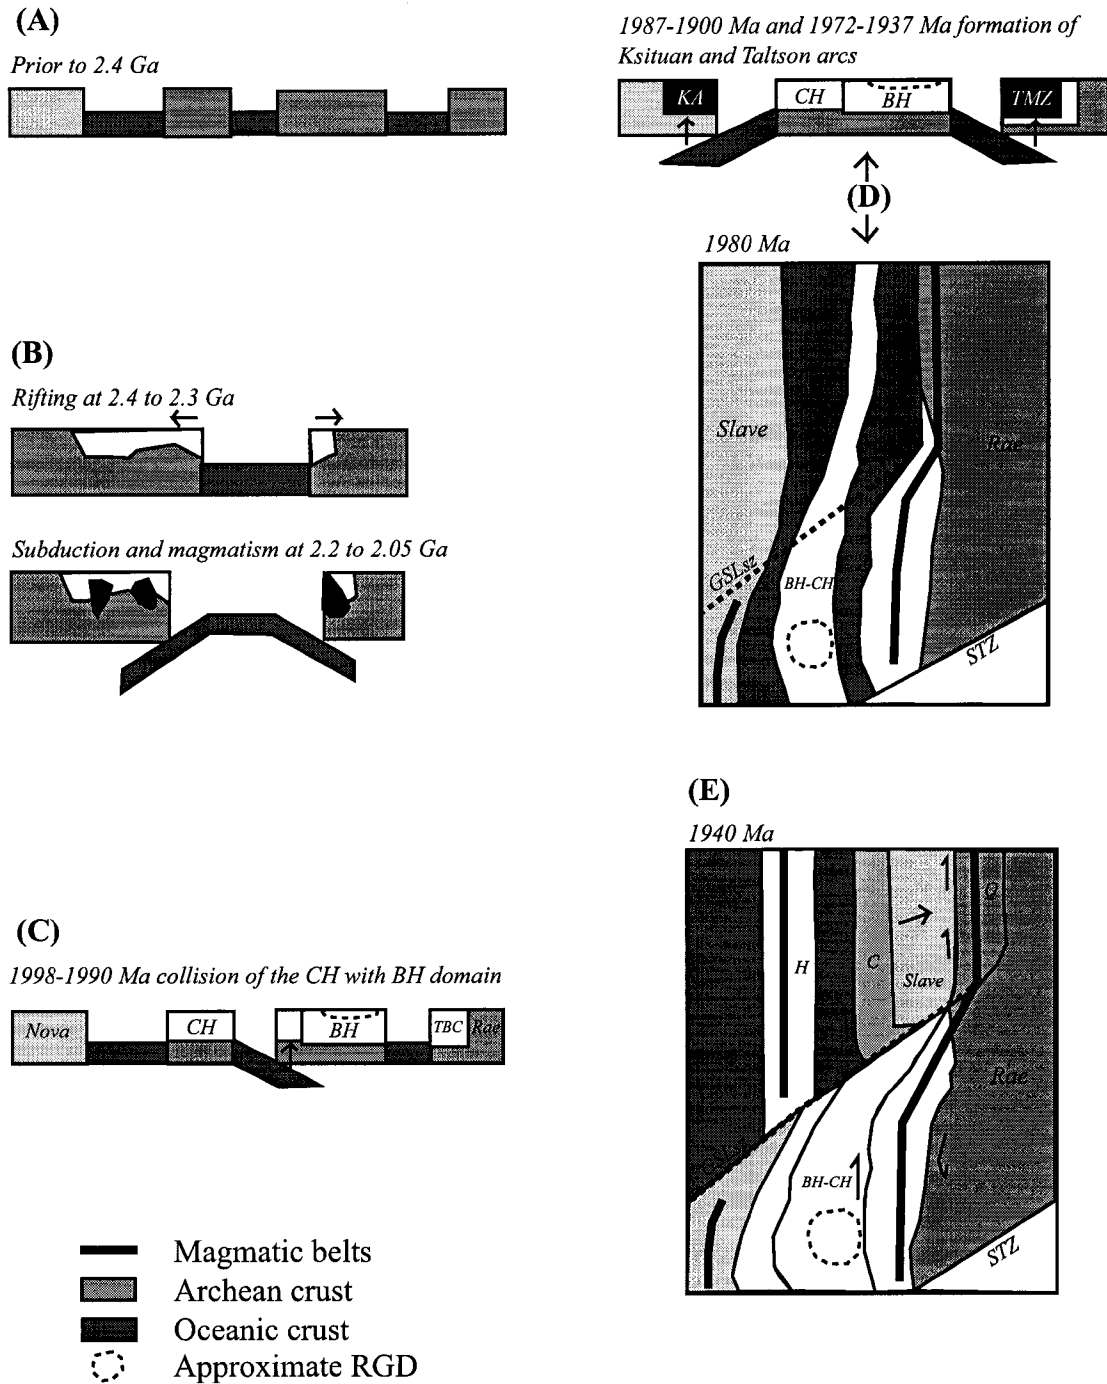 (A)
Prior to 2.4 Ga
(B)
Rifting at 2.4 to 2.3 Ga
Subduction and magmatism at 2.2 to 2.05 Ga
(C)
1998-1990 Ma collision of the CH with BH domain
Nova
CH
BH
TBC
Rae
Magmatic belts
Archean crust
Oceanic crust
Approximate RGD
1987-1900 Ma and 1972-1937 Ma formation of
Ksituan and Taltson arcs
KA
CH
BH
TMZ
(D)
1980 Ma
Slave
Rae
GSLsz
BH-CH
STZ
(E)
1940 Ma
H
C
Slave
Q
Rae
BH-CH
STZ